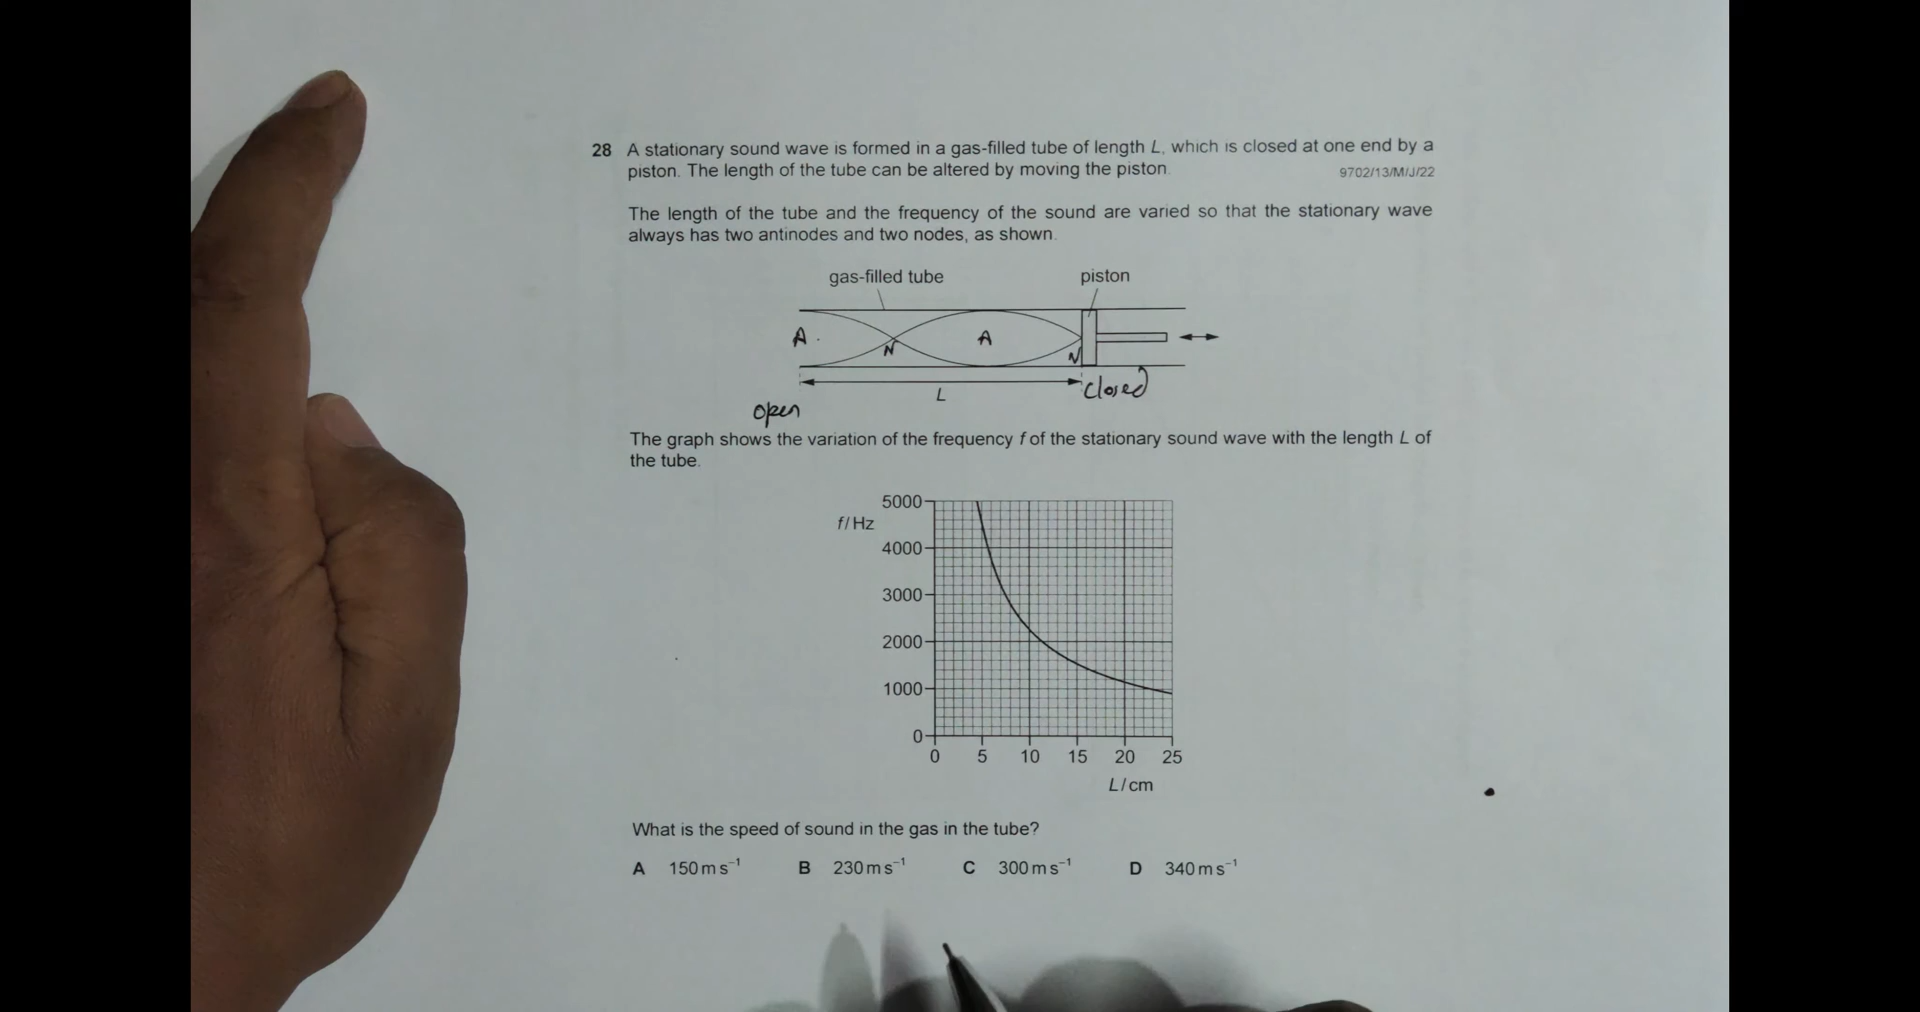 28 A stationary sound wave is formed in a gas-filled tube of length L, which is closed at one end by a
piston. The length of the tube can be altered by moving the piston.
9702/13/M/J/22
The length of the tube and the frequency of the sound are varied so that the stationary wave
always has two antinodes and two nodes, as shown.
gas-filled tube
piston
A
N
A
N
L
closed
open
The graph shows the variation of the frequency f of the stationary sound wave with the length L of
the tube.
5000
f/Hz
4000
3000
2000
1000
0
0 5 10 15 20 25
L/cm
What is the speed of sound in the gas in the tube?
A 150 m s⁻¹ B 230 m s⁻¹ C 300 m s⁻¹ D 340 m s⁻¹